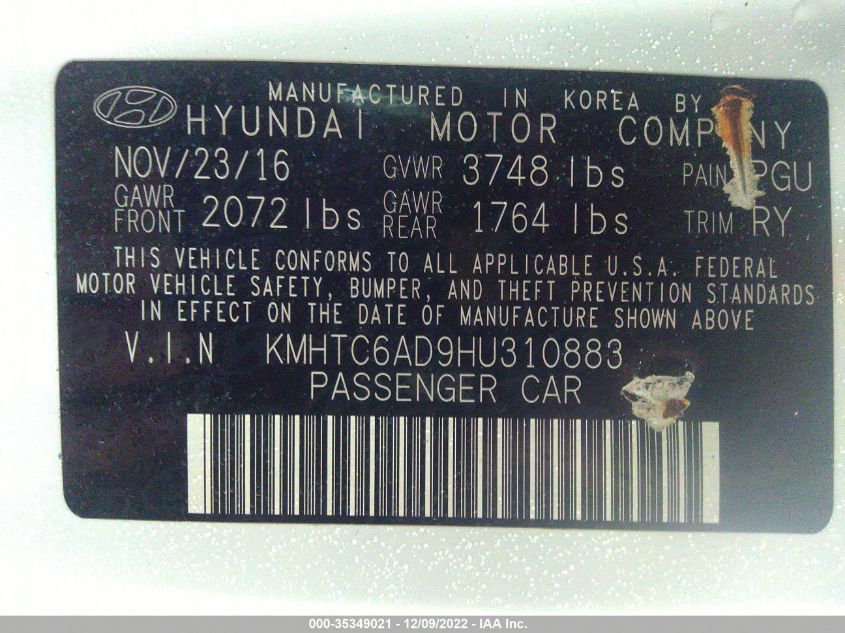 MANUFACTURED IN KOREA BY
HYUNDAI MOTOR COMPANY
NOV/23/16 GVWR 3748 lbs PAINT PGU
GAWR FRONT 2072 lbs GAWR REAR 1764 lbs TRIM RY
THIS VEHICLE CONFORMS TO ALL APPLICABLE U.S.A. FEDERAL
MOTOR VEHICLE SAFETY, BUMPER, AND THEFT PREVENTION STANDARDS
IN EFFECT ON THE DATE OF MANUFACTURE SHOWN ABOVE
V.I.N KMHTC6AD9HU310883
PASSENGER CAR
000-35349021 - 12/09/2022 - IAA Inc.